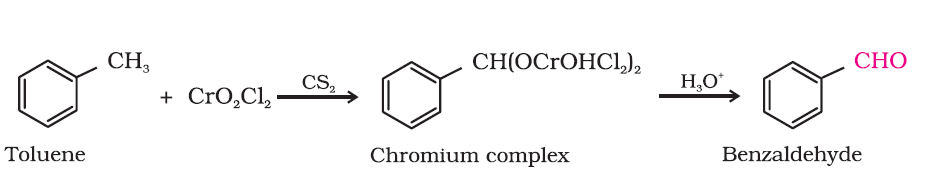 CH₃
+ CrO₂Cl₂
CS₂
CH(OCrOHCl₂)₂
H₃O⁺
CHO
Toluene
Chromium complex
Benzaldehyde